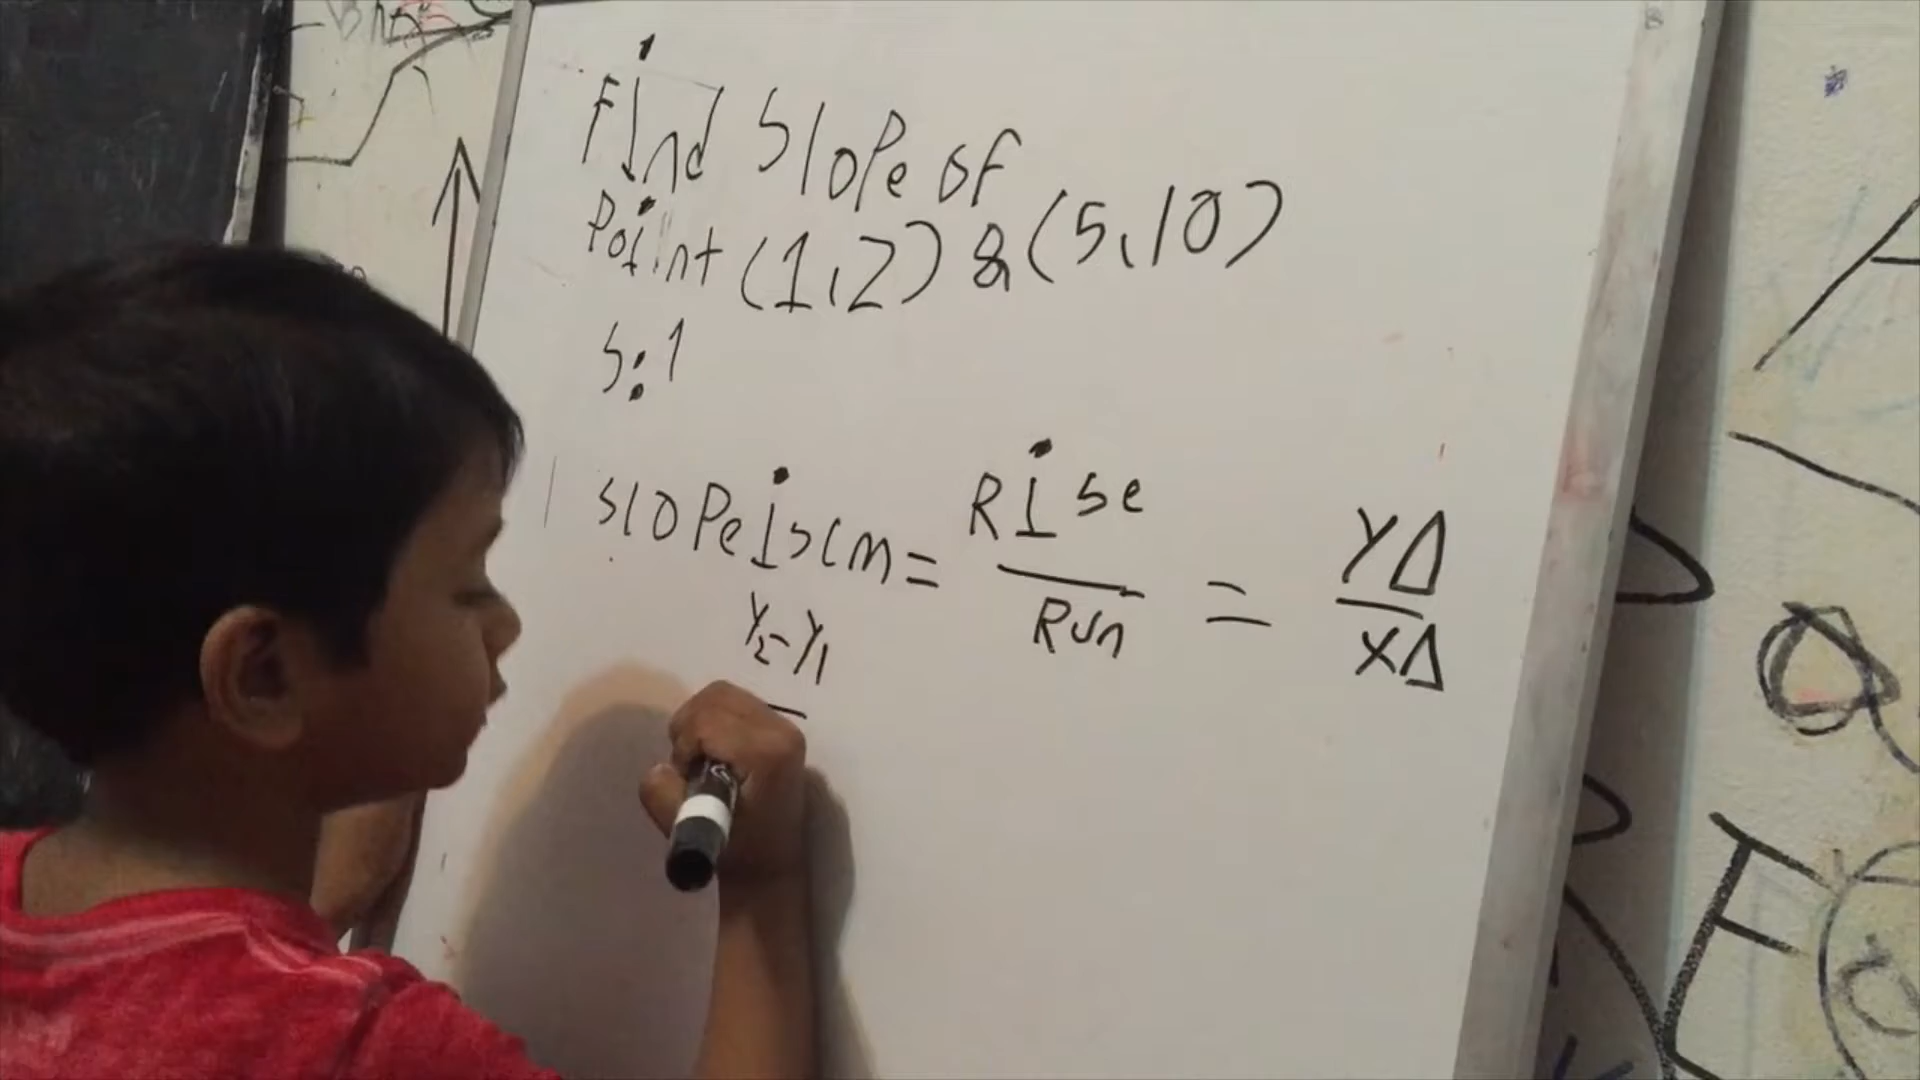 Find Slope of
Point (1,2) & (5,10)
S:1
Slope is (m = Rise / Run = YΔ / XΔ
Y2-Y1